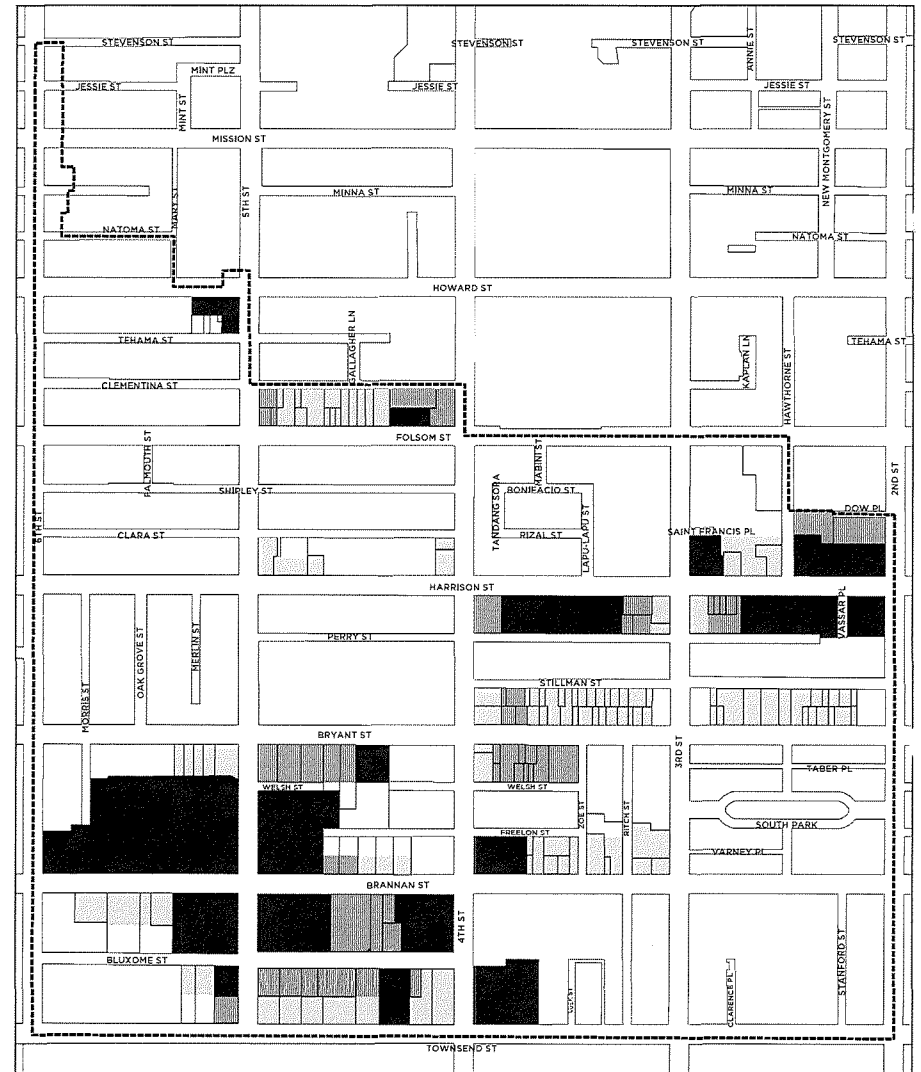 STEVENSON ST
STEVENSON ST
STEVENSON ST
ANNIE ST
STEVENSON ST
MINT PLZ
JESSIE ST
JESSIE ST
JESSIE ST
MINT ST
NEW MONTGOMERY ST
MISSION ST
MINNA ST
MINNA ST
MARY ST
5TH ST
NATOMA ST
NATOMA ST
HOWARD ST
GALLAGHER LN
TEHAMA ST
TEHAMA ST
KAPLAN LN
HAWTHORNE ST
CLEMENTINA ST
FOLSOM ST
FALMOUTH ST
MABINI ST
2ND ST
SHIPLEY ST
BONIFACIO ST
TANDANG SORA
LAPU-LAPU ST
DOW PL
6TH ST
CLARA ST
RIZAL ST
SAINT FRANCIS PL
HARRISON ST
VASSAR PL
OAK GROVE ST
MERLIN ST
PERRY ST
MORRIS ST
STILLMAN ST
BRYANT ST
3RD ST
TABER PL
WELSH ST
WELSH ST
ZOE ST
RITCH ST
SOUTH PARK
FREELON ST
VARNEY PL
BRANNAN ST
4TH ST
BLUXOME ST
STANFORD ST
LUSK ST
CLARENCE PL
TOWNSEND ST